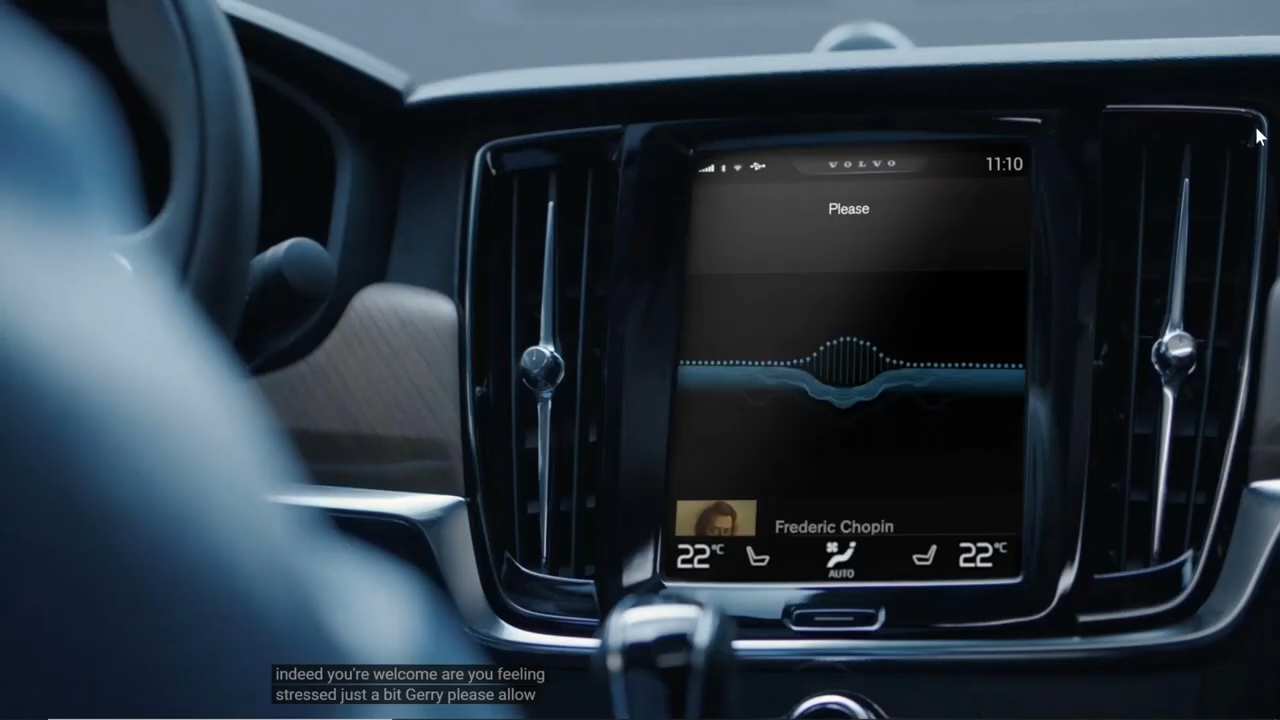 VOLVO
11:10
Please
Frederic Chopin
22°C
22°C
AUTO
indeed you're welcome are you feeling
stressed just a bit Gerry please allow